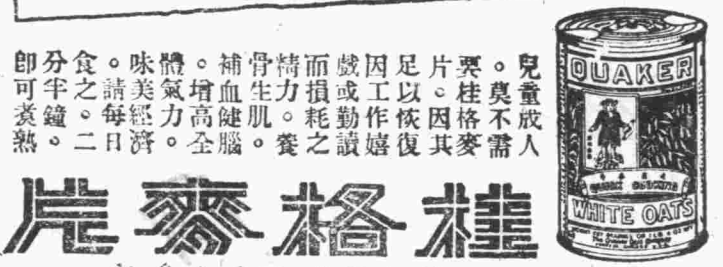 兒童成人
。莫不需
要桂格麥
片。因其
足以恢復
因工作嬉
戲或勤讀
而損耗之
精力。養
骨生肌。
補血健腦
。增高全
體氣力。
味美經濟
。請每日
食之。二
分半鐘。
即可煮熟
桂格麥片
QUAKER
WHITE OATS